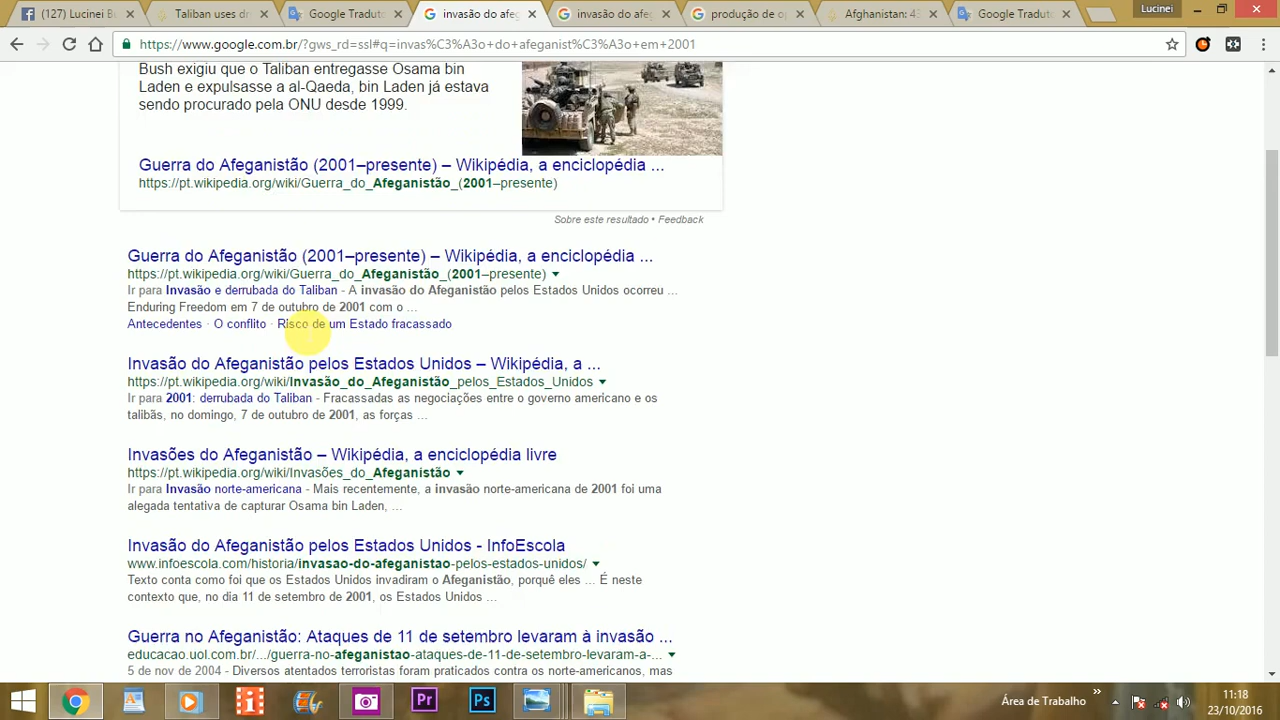 (127) Lucinei B
Taliban uses dr
Google Traduto
invasão do afeg
invasão do afeg
produção de op
Afghanistan: 43
Google Traduto
Lucinei
https://www.google.com.br/?gws_rd=ssl#q=invas%C3%A3o+do+afeganist%C3%A3o+em+2001
Bush exigiu que o Taliban entregasse Osama bin
Laden e expulsasse a al-Qaeda, bin Laden já estava
sendo procurado pela ONU desde 1999.
Guerra do Afeganistão (2001–presente) – Wikipédia, a enciclopédia ...
https://pt.wikipedia.org/wiki/Guerra_do_Afeganistão_(2001–presente)
Sobre este resultado • Feedback
Guerra do Afeganistão (2001–presente) – Wikipédia, a enciclopédia ...
https://pt.wikipedia.org/wiki/Guerra_do_Afeganistão_(2001–presente)
Ir para Invasão e derrubada do Taliban - A invasão do Afeganistão pelos Estados Unidos ocorreu ...
Enduring Freedom em 7 de outubro de 2001 com o ...
Antecedentes · O conflito · Risco de um Estado fracassado
Invasão do Afeganistão pelos Estados Unidos – Wikipédia, a ...
https://pt.wikipedia.org/wiki/Invasão_do_Afeganistão_pelos_Estados_Unidos
Ir para 2001: derrubada do Taliban - Fracassadas as negociações entre o governo americano e os
talibãs, no domingo, 7 de outubro de 2001, as forças ...
Invasões do Afeganistão – Wikipédia, a enciclopédia livre
https://pt.wikipedia.org/wiki/Invasões_do_Afeganistão
Ir para Invasão norte-americana - Mais recentemente, a invasão norte-americana de 2001 foi uma
alegada tentativa de capturar Osama bin Laden, ...
Invasão do Afeganistão pelos Estados Unidos - InfoEscola
www.infoescola.com/historia/invasao-do-afeganistao-pelos-estados-unidos/
Texto conta como foi que os Estados Unidos invadiram o Afeganistão, porquê eles ... É neste
contexto que, no dia 11 de setembro de 2001, os Estados Unidos ...
Guerra no Afeganistão: Ataques de 11 de setembro levaram à invasão ...
educacao.uol.com.br/.../guerra-no-afeganistao-ataques-de-11-de-setembro-levaram-a-...
5 de nov de 2004 - Diversos atentados terroristas foram praticados contra os norte-americanos, mas
Pr
Ps
Área de Trabalho
11:18
23/10/2016